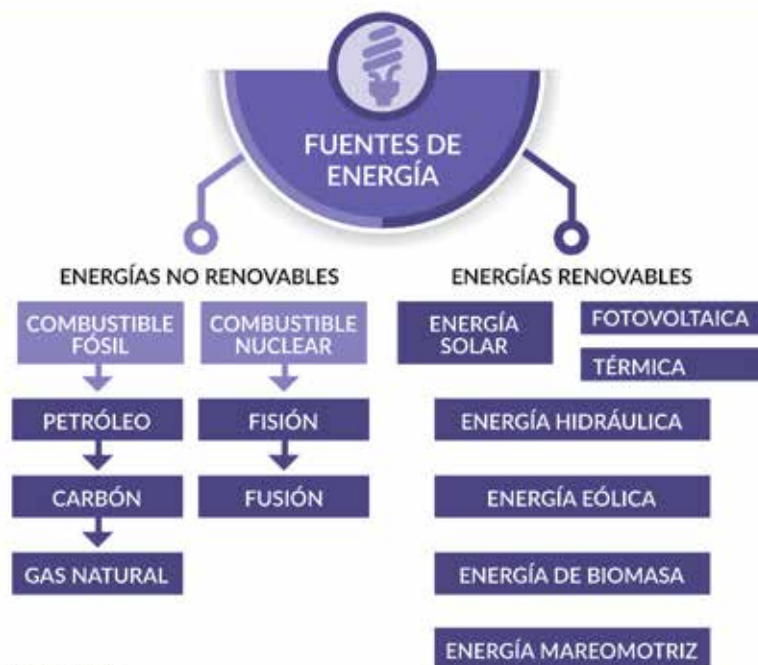 FUENTES DE
ENERGÍA
ENERGÍAS NO RENOVABLES
COMBUSTIBLE
FÓSIL
PETRÓLEO
CARBÓN
GAS NATURAL
COMBUSTIBLE
NUCLEAR
FISIÓN
FUSIÓN
ENERGÍAS RENOVABLES
ENERGÍA
SOLAR
FOTOVOLTAICA
TÉRMICA
ENERGÍA HIDRÁULICA
ENERGÍA EÓLICA
ENERGÍA DE BIOMASA
ENERGÍA MAREOMOTRIZ